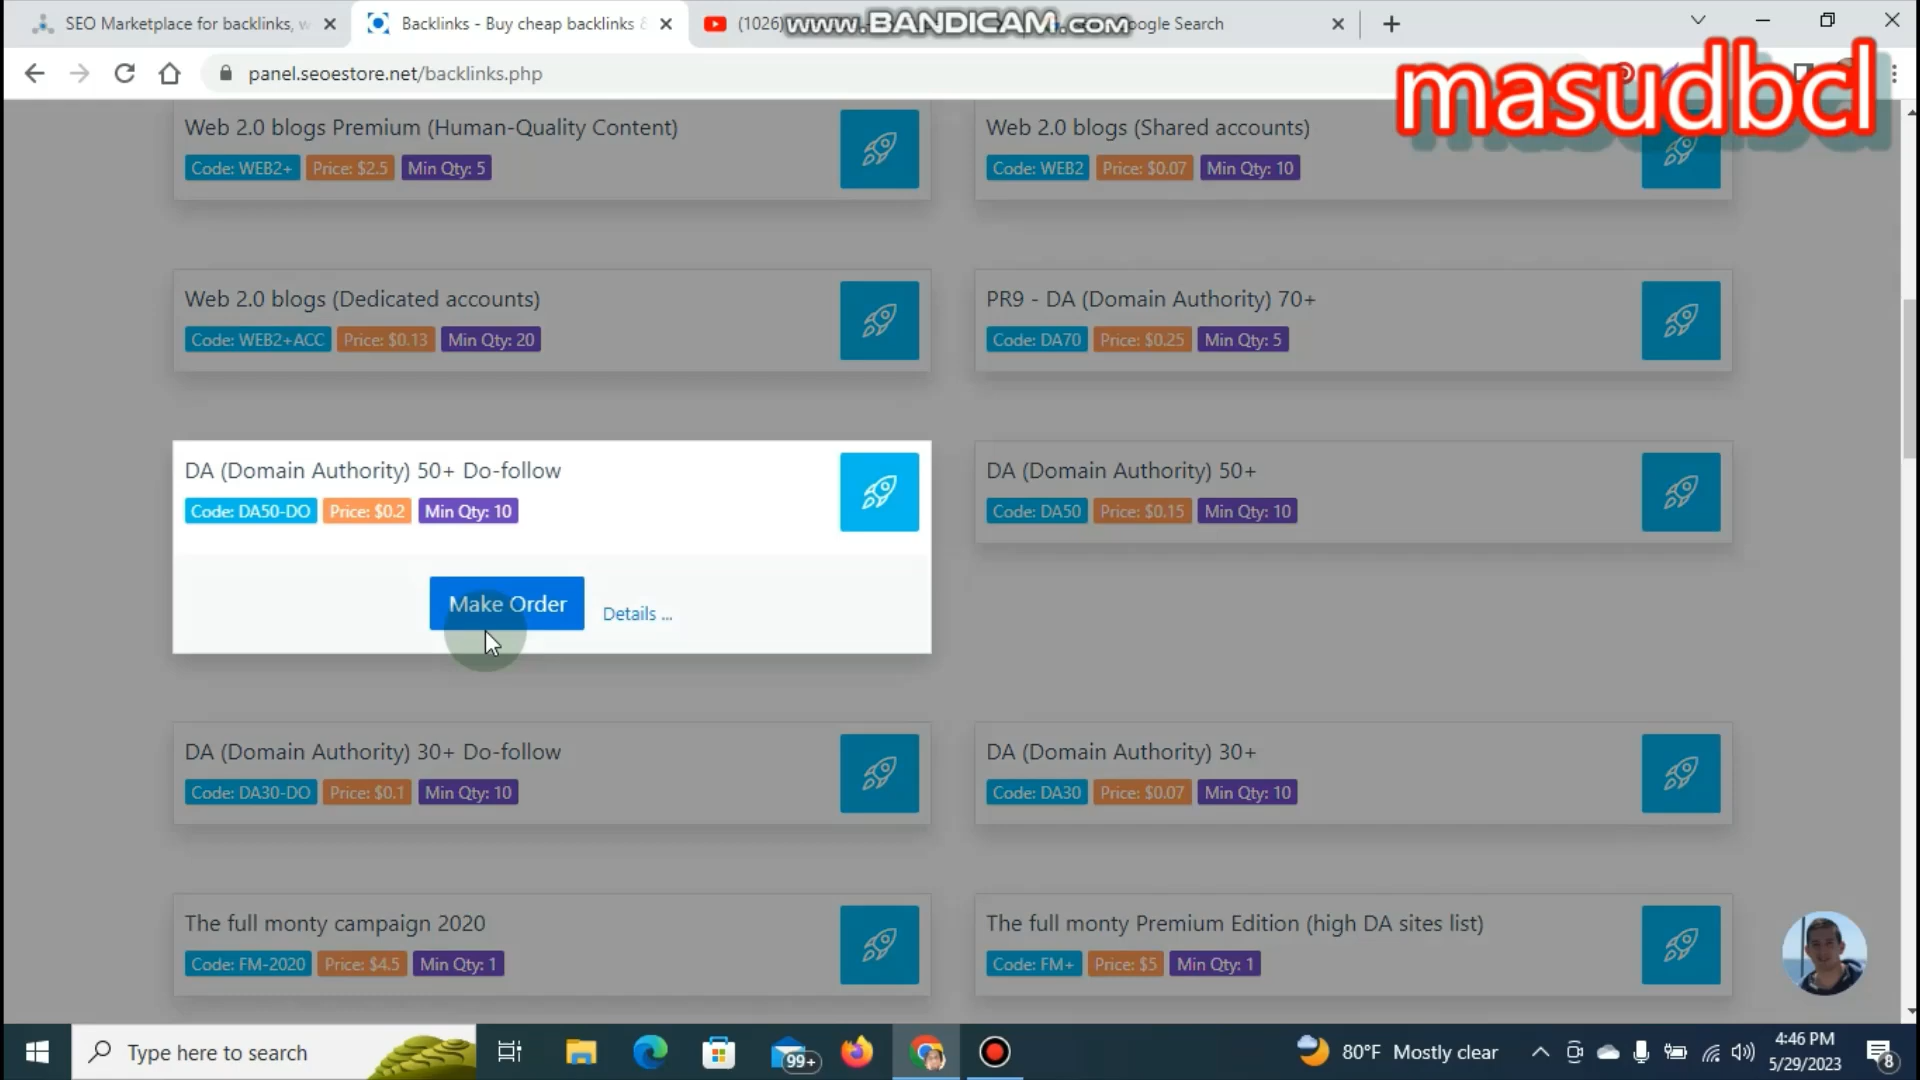 SEO Marketplace for backlinks, w
Backlinks - Buy cheap backlinks &
(1026)
www.BANDICAM.com
oogle Search
panel.seoestore.net/backlinks.php
masudbcl
Web 2.0 blogs Premium (Human-Quality Content)
Code: WEB2+ Price: $2.5 Min Qty: 5
Web 2.0 blogs (Shared accounts)
Code: WEB2 Price: $0.07 Min Qty: 10
Web 2.0 blogs (Dedicated accounts)
Code: WEB2+ACC Price: $0.13 Min Qty: 20
PR9 - DA (Domain Authority) 70+
Code: DA70 Price: $0.25 Min Qty: 5
DA (Domain Authority) 50+ Do-follow
Code: DA50-DO Price: $0.2 Min Qty: 10
Make Order Details ...
DA (Domain Authority) 50+
Code: DA50 Price: $0.15 Min Qty: 10
DA (Domain Authority) 30+ Do-follow
Code: DA30-DO Price: $0.1 Min Qty: 10
DA (Domain Authority) 30+
Code: DA30 Price: $0.07 Min Qty: 10
The full monty campaign 2020
Code: FM-2020 Price: $4.5 Min Qty: 1
The full monty Premium Edition (high DA sites list)
Code: FM+ Price: $5 Min Qty: 1
Type here to search
99+
80°F Mostly clear
4:46 PM
5/29/2023
8